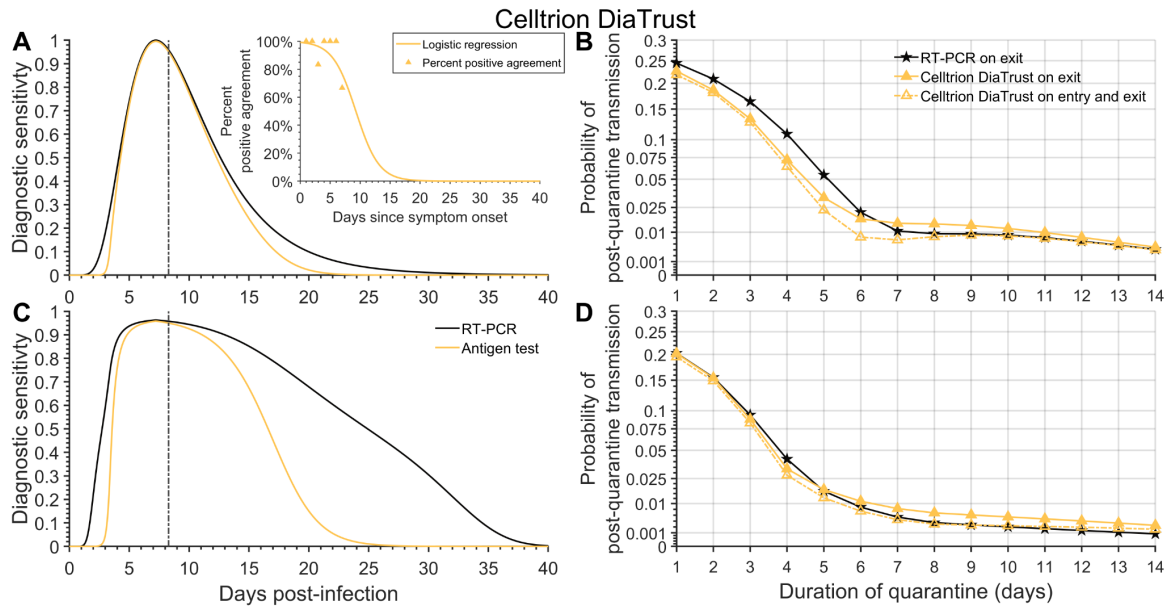 Celltrion DiaTrust
A
Diagnostic sensitivty
1
0.9
0.8
0.7
0.6
0.5
0.4
0.3
0.2
0.1
0
0 5 10 15 20 25 30 35 40
Percent
positive agreement
100%
80%
60%
40%
20%
0%
0 5 10 15 20 25 30 35 40
Days since symptom onset
Logistic regression
Percent positive agreement
B
Probability of
post-quarantine transmission
0.3
0.25
0.2
0.15
0.1
0.075
0.05
0.025
0.01
0.001
0
1 2 3 4 5 6 7 8 9 10 11 12 13 14
RT-PCR on exit
Celltrion DiaTrust on exit
Celltrion DiaTrust on entry and exit
C
Diagnostic sensitivty
1
0.9
0.8
0.7
0.6
0.5
0.4
0.3
0.2
0.1
0
0 5 10 15 20 25 30 35 40
Days post-infection
RT-PCR
Antigen test
D
Probability of
post-quarantine transmission
0.3
0.25
0.2
0.15
0.1
0.075
0.05
0.025
0.01
0.001
0
1 2 3 4 5 6 7 8 9 10 11 12 13 14
Duration of quarantine (days)